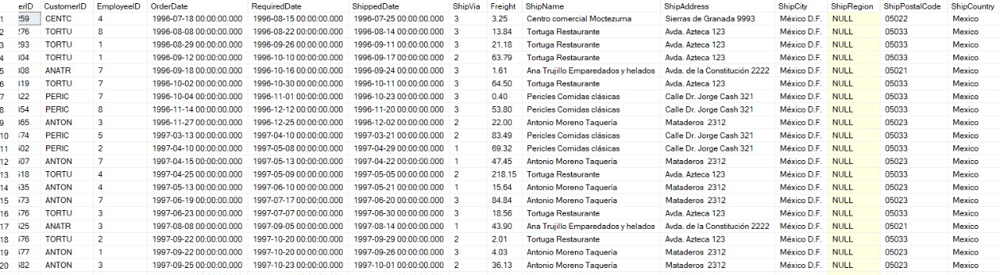 erID CustomerID EmployeeID OrderDate RequiredDate ShippedDate ShipVia Freight ShipName ShipAddress ShipCity ShipRegion ShipPostalCode ShipCountry
1 259 CENTC 4 1996-07-18 00:00:00.000 1996-08-15 00:00:00.000 1996-07-25 00:00:00.000 3 3.25 Centro comercial Moctezuma Sierras de Granada 9993 México D.F. NULL 05022 Mexico
2 276 TORTU 8 1996-08-08 00:00:00.000 1996-08-22 00:00:00.000 1996-08-14 00:00:00.000 3 13.84 Tortuga Restaurante Avda. Azteca 123 México D.F. NULL 05033 Mexico
3 293 TORTU 1 1996-08-29 00:00:00.000 1996-09-26 00:00:00.000 1996-09-11 00:00:00.000 3 21.18 Tortuga Restaurante Avda. Azteca 123 México D.F. NULL 05033 Mexico
4 304 TORTU 1 1996-09-12 00:00:00.000 1996-10-10 00:00:00.000 1996-09-17 00:00:00.000 2 63.79 Tortuga Restaurante Avda. Azteca 123 México D.F. NULL 05033 Mexico
5 308 ANATR 7 1996-09-18 00:00:00.000 1996-10-16 00:00:00.000 1996-09-24 00:00:00.000 3 1.61 Ana Trujillo Emparedados y helados Avda. de la Constitución 2222 México D.F. NULL 05021 Mexico
6 319 TORTU 7 1996-10-02 00:00:00.000 1996-10-30 00:00:00.000 1996-10-11 00:00:00.000 3 64.50 Tortuga Restaurante Avda. Azteca 123 México D.F. NULL 05033 Mexico
7 322 PERIC 7 1996-10-04 00:00:00.000 1996-11-01 00:00:00.000 1996-10-23 00:00:00.000 3 0.40 Pericles Comidas clásicas Calle Dr. Jorge Cash 321 México D.F. NULL 05033 Mexico
8 354 PERIC 8 1996-11-14 00:00:00.000 1996-12-12 00:00:00.000 1996-11-20 00:00:00.000 3 53.80 Pericles Comidas clásicas Calle Dr. Jorge Cash 321 México D.F. NULL 05033 Mexico
9 365 ANTON 3 1996-11-27 00:00:00.000 1996-12-25 00:00:00.000 1996-12-02 00:00:00.000 2 22.00 Antonio Moreno Taquería Mataderos 2312 México D.F. NULL 05023 Mexico
10 474 PERIC 5 1997-03-13 00:00:00.000 1997-04-10 00:00:00.000 1997-03-21 00:00:00.000 2 83.49 Pericles Comidas clásicas Calle Dr. Jorge Cash 321 México D.F. NULL 05033 Mexico
11 502 PERIC 2 1997-04-10 00:00:00.000 1997-05-08 00:00:00.000 1997-04-29 00:00:00.000 1 69.32 Pericles Comidas clásicas Calle Dr. Jorge Cash 321 México D.F. NULL 05033 Mexico
12 507 ANTON 7 1997-04-15 00:00:00.000 1997-05-13 00:00:00.000 1997-04-22 00:00:00.000 1 47.45 Antonio Moreno Taquería Mataderos 2312 México D.F. NULL 05023 Mexico
13 518 TORTU 4 1997-04-25 00:00:00.000 1997-05-09 00:00:00.000 1997-05-05 00:00:00.000 2 218.15 Tortuga Restaurante Avda. Azteca 123 México D.F. NULL 05033 Mexico
14 535 ANTON 4 1997-05-13 00:00:00.000 1997-06-10 00:00:00.000 1997-05-21 00:00:00.000 1 15.64 Antonio Moreno Taquería Mataderos 2312 México D.F. NULL 05023 Mexico
15 573 ANTON 7 1997-06-19 00:00:00.000 1997-07-17 00:00:00.000 1997-06-20 00:00:00.000 3 84.84 Antonio Moreno Taquería Mataderos 2312 México D.F. NULL 05023 Mexico
16 576 TORTU 3 1997-06-23 00:00:00.000 1997-07-07 00:00:00.000 1997-06-30 00:00:00.000 3 18.56 Tortuga Restaurante Avda. Azteca 123 México D.F. NULL 05033 Mexico
17 625 ANATR 3 1997-08-08 00:00:00.000 1997-09-05 00:00:00.000 1997-08-14 00:00:00.000 1 43.90 Ana Trujillo Emparedados y helados Avda. de la Constitución 2222 México D.F. NULL 05021 Mexico
18 676 TORTU 2 1997-09-22 00:00:00.000 1997-10-20 00:00:00.000 1997-09-29 00:00:00.000 2 2.01 Tortuga Restaurante Avda. Azteca 123 México D.F. NULL 05033 Mexico
19 677 ANTON 1 1997-09-22 00:00:00.000 1997-10-20 00:00:00.000 1997-09-26 00:00:00.000 3 4.03 Antonio Moreno Taquería Mataderos 2312 México D.F. NULL 05023 Mexico
20 682 ANTON 3 1997-09-25 00:00:00.000 1997-10-23 00:00:00.000 1997-10-01 00:00:00.000 2 36.13 Antonio Moreno Taquería Mataderos 2312 México D.F. NULL 05023 Mexico